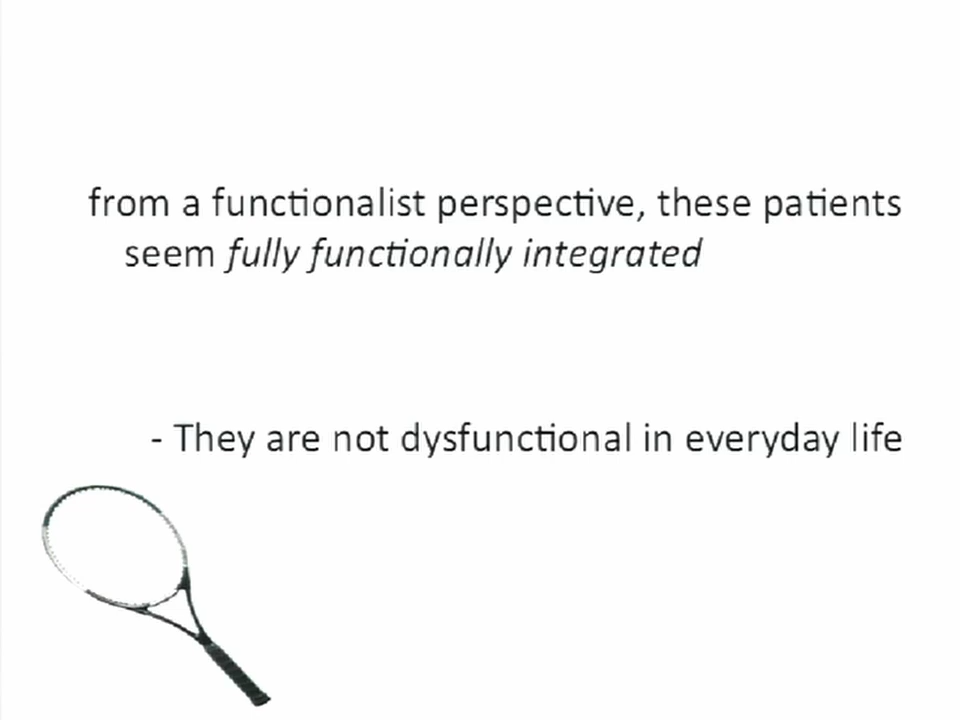 from a functionalist perspective, these patients
seem fully functionally integrated
- They are not dysfunctional in everyday life